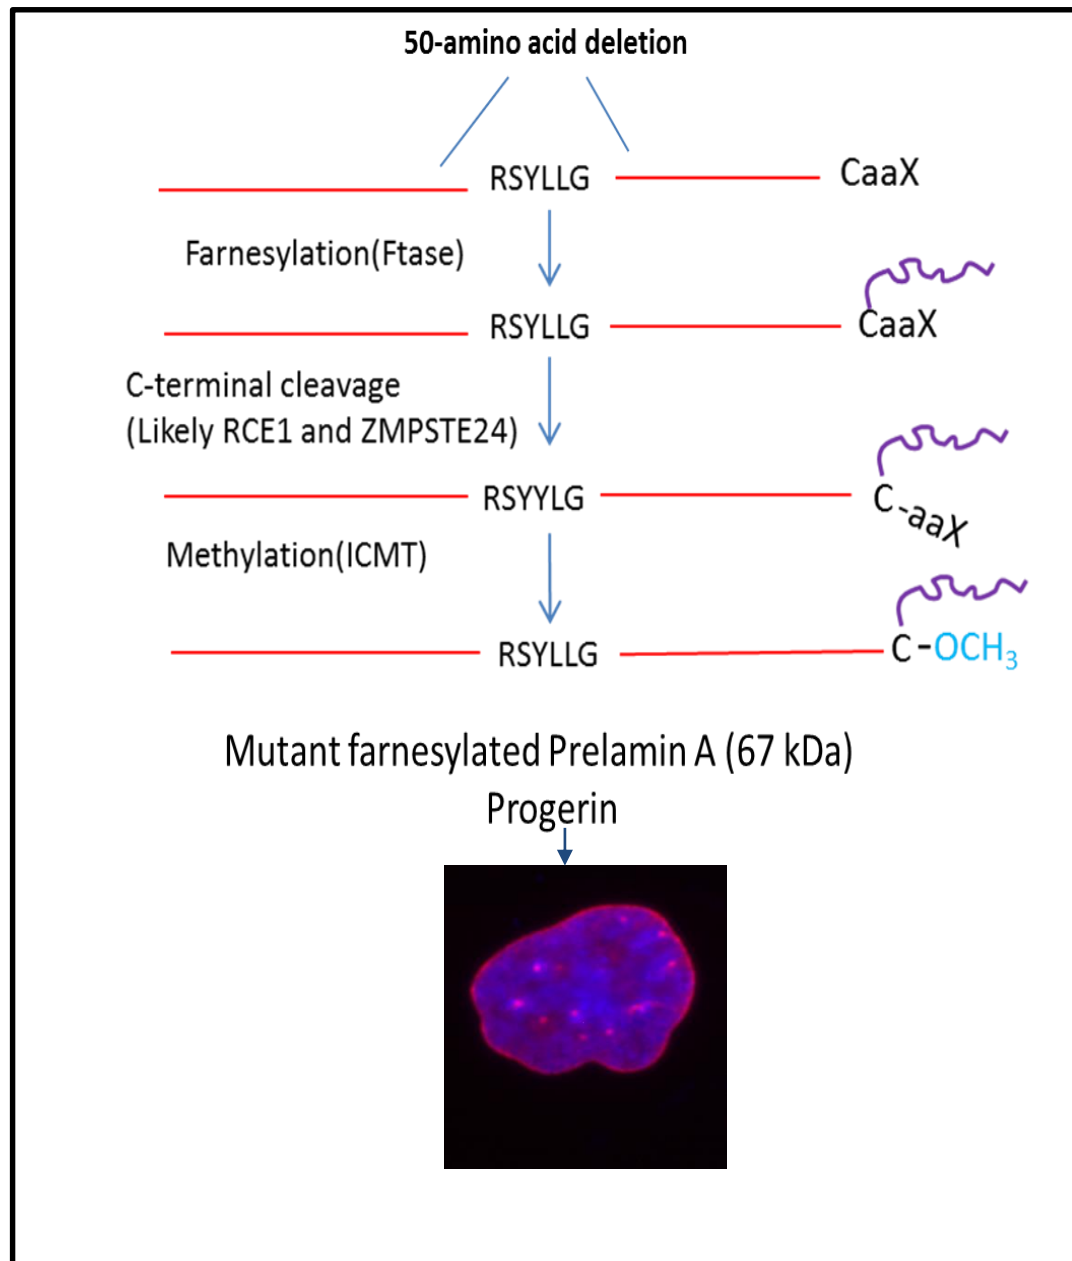 50-amino acid deletion
RSYLLG CaaX
Farnesylation(Ftase)
RSYLLG CaaX
C-terminal cleavage
(Likely RCE1 and ZMPSTE24)
RSYYLG C-aaX
Methylation(ICMT)
RSYLLG C-OCH₃
Mutant farnesylated Prelamin A (67 kDa)
Progerin